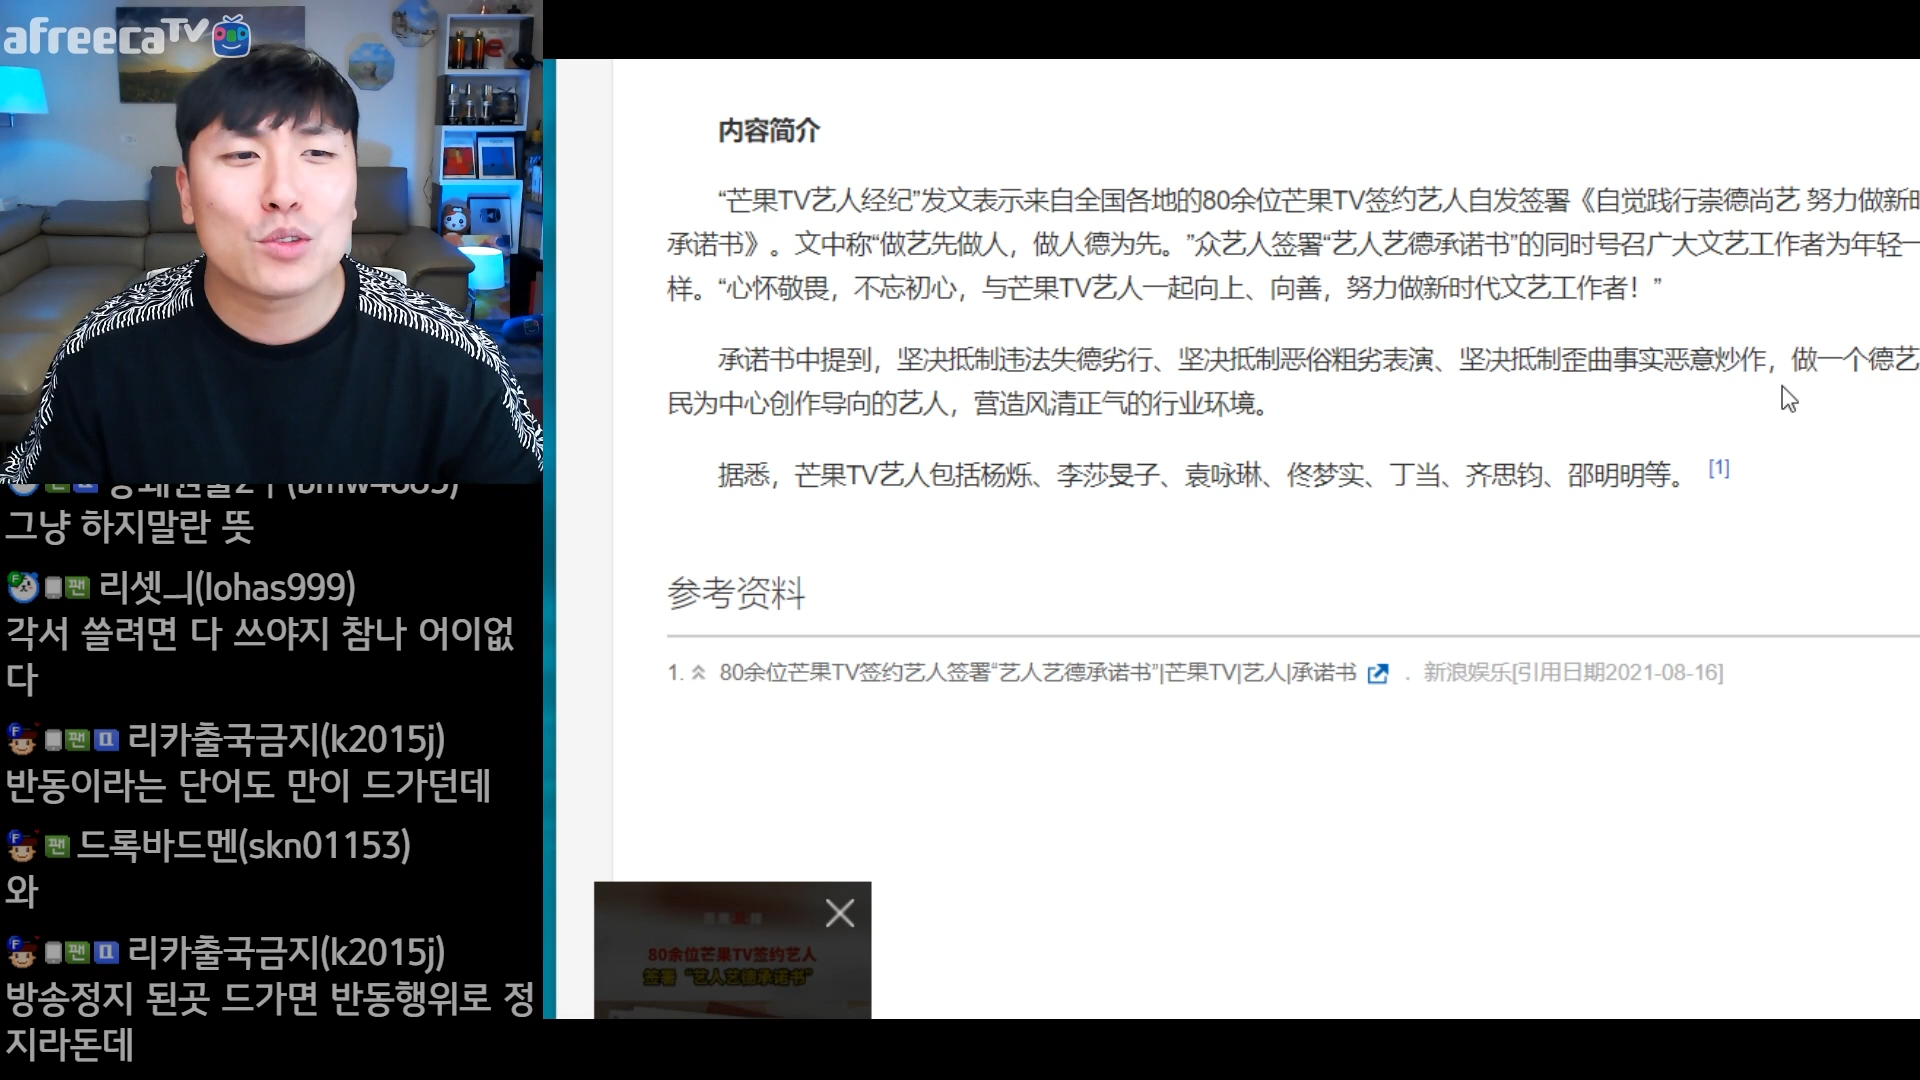 afreecaTV
그냥 하지말란 뜻
리셋ㅢ(lohas999)
각서 쓸려면 다 쓰야지 참나 어이없
다
리카출국금지(k2015j)
반동이라는 단어도 만이 드가던데
드록바드멘(skn01153)
와
리카출국금지(k2015j)
방송정지 된곳 드가면 반동행위로 정
지라돈데
内容简介
“芒果TV艺人经纪”发文表示来自全国各地的80余位芒果TV签约艺人自发签署《自觉践行崇德尚艺 努力做新时
承诺书》。文中称“做艺先做人，做人德为先。”众艺人签署“艺人艺德承诺书”的同时号召广大文艺工作者为年轻一
样。“心怀敬畏，不忘初心，与芒果TV艺人一起向上、向善，努力做新时代文艺工作者！”
承诺书中提到，坚决抵制违法失德劣行、坚决抵制恶俗粗劣表演、坚决抵制歪曲事实恶意炒作，做一个德艺
民为中心创作导向的艺人，营造风清正气的行业环境。
据悉，芒果TV艺人包括杨烁、李莎旻子、袁咏琳、佟梦实、丁当、齐思钧、邵明明等。 [1]
参考资料
1. 80余位芒果TV签约艺人签署“艺人艺德承诺书”|芒果TV|艺人|承诺书 . 新浪娱乐[引用日期2021-08-16]
80余位芒果TV签约艺人
签署“艺人艺德承诺书”